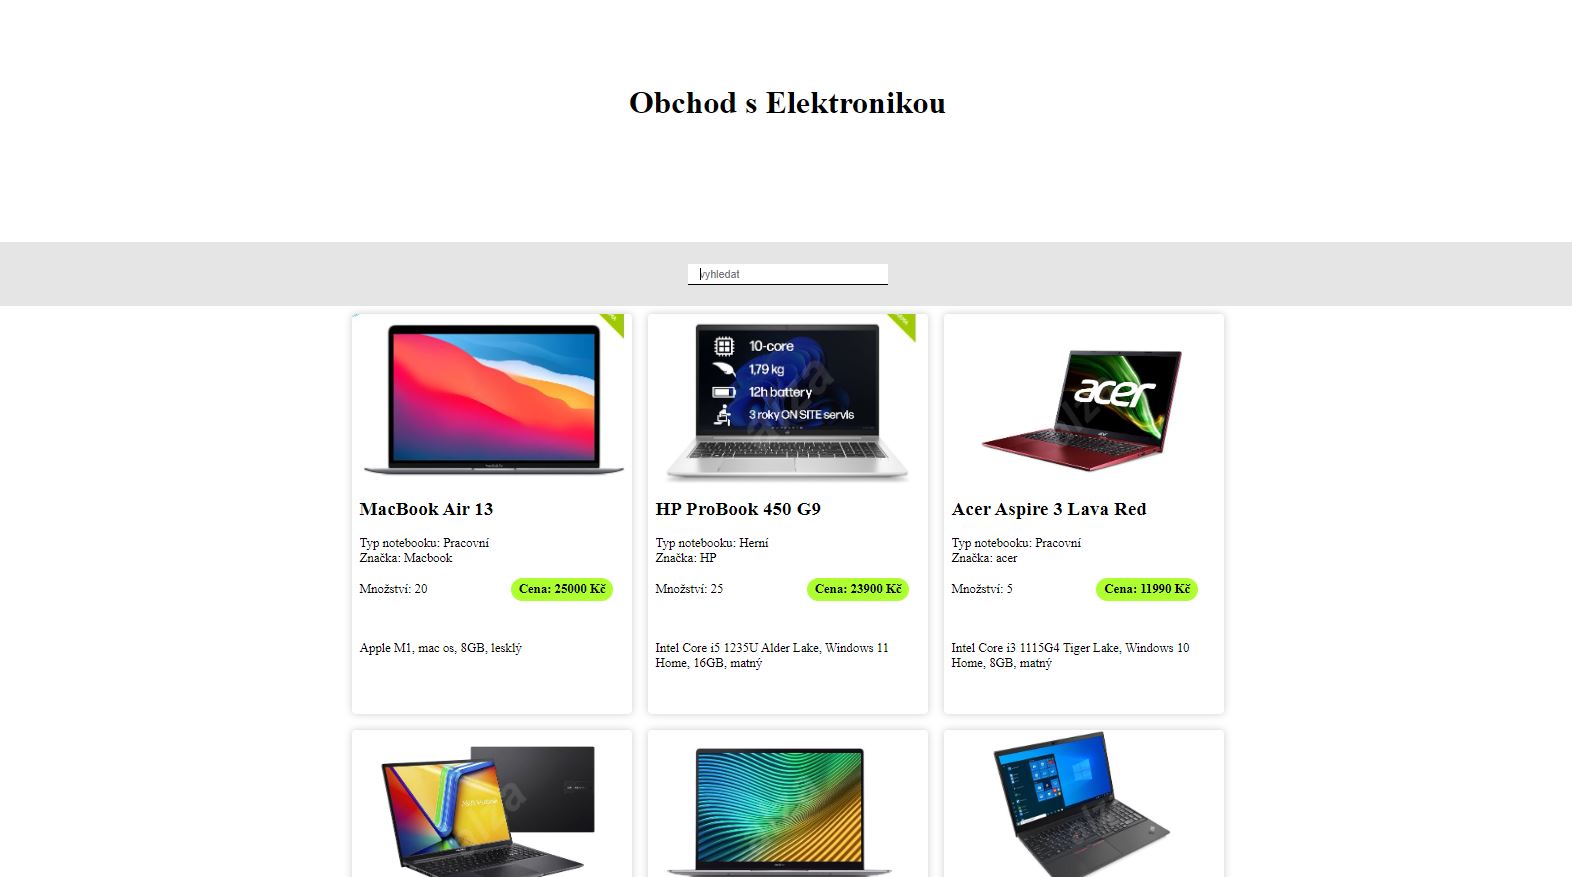 Obchod s Elektronikou
vyhledat
10-core
1,79 kg
12h battery
3 roky ON SITE servis
acer
MacBook Air 13
Typ notebooku: Pracovní
Značka: Macbook
Množství: 20
Cena: 25000 Kč
Apple M1, mac os, 8GB, lesklý
HP ProBook 450 G9
Typ notebooku: Herní
Značka: HP
Množství: 25
Cena: 23900 Kč
Intel Core i5 1235U Alder Lake, Windows 11
Home, 16GB, matný
Acer Aspire 3 Lava Red
Typ notebooku: Pracovní
Značka: acer
Množství: 5
Cena: 11990 Kč
Intel Core i3 1115G4 Tiger Lake, Windows 10
Home, 8GB, matný